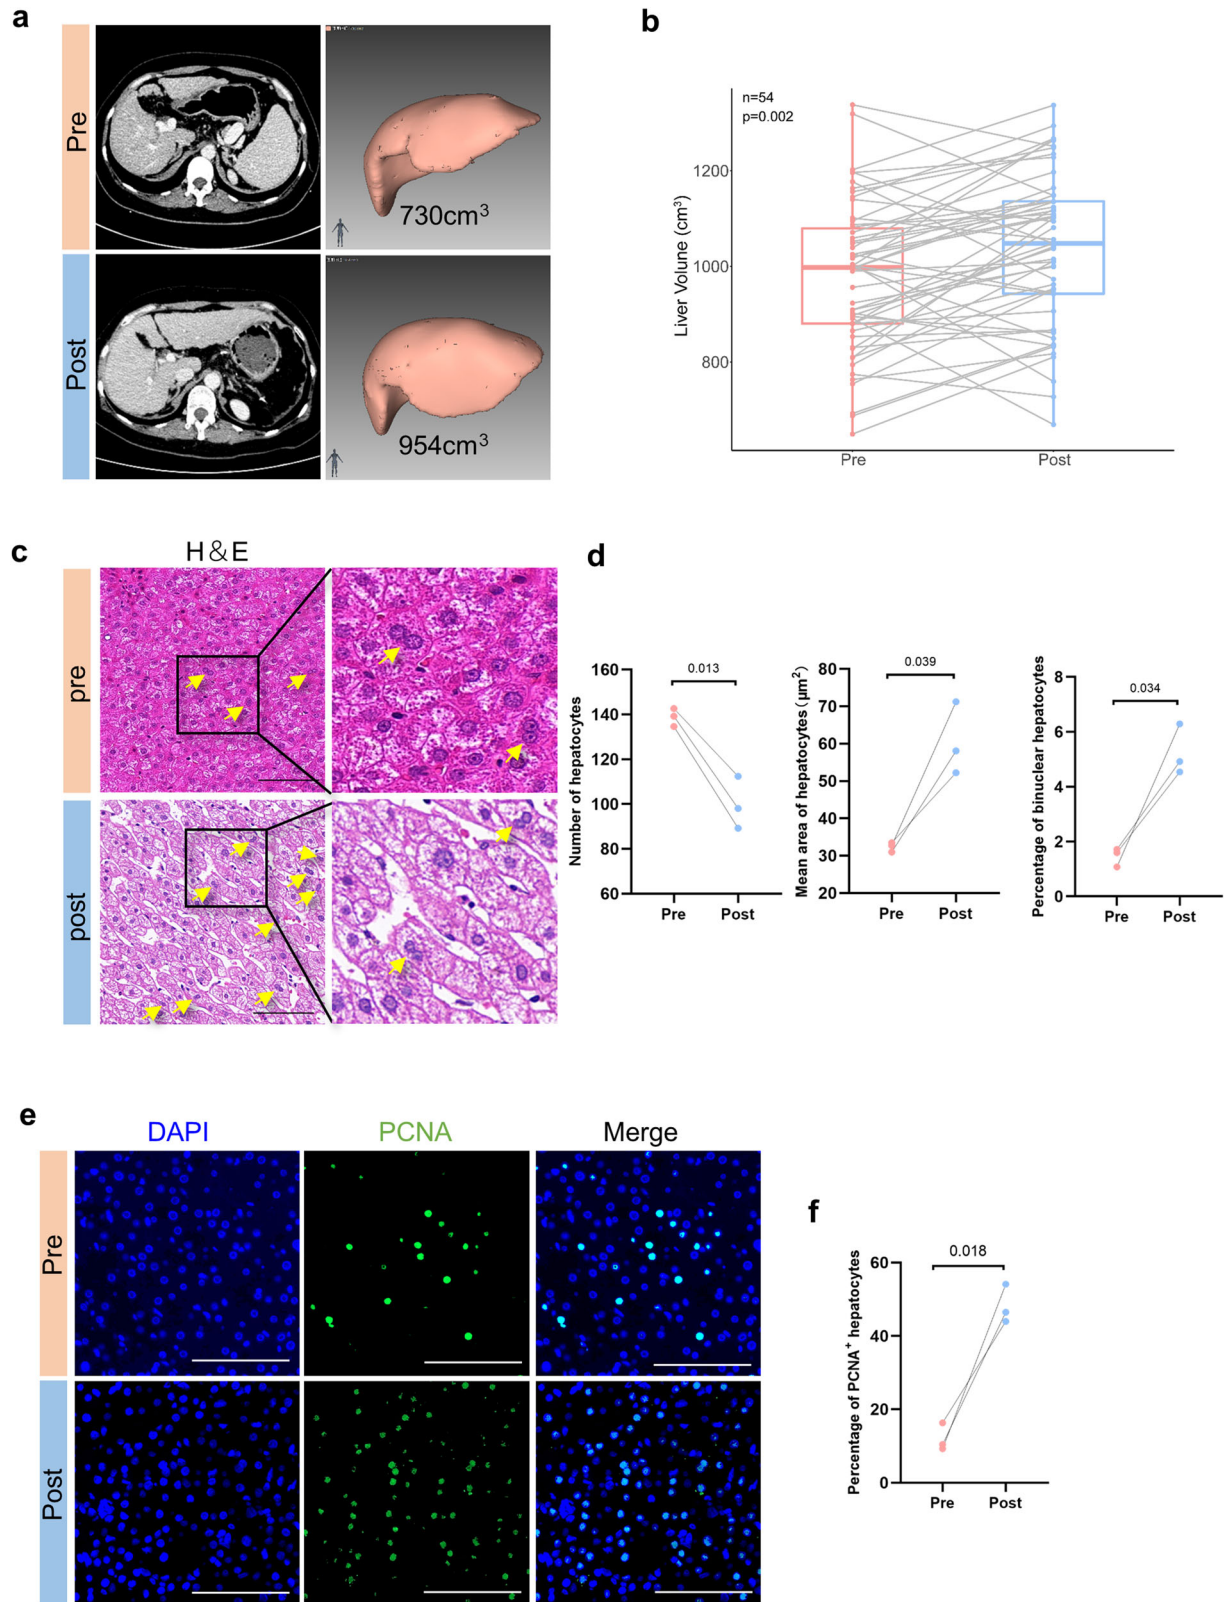 a
Pre
730cm³
Post
954cm³
b
n=54
p=0.002
Liver Volune (cm³)
1200
1000
800
Pre
Post
c
H&E
pre
post
d
Number of hepatocytes
160
140
120
100
80
60
0.013
Pre
Post
Mean area of hepatocytes (μm²)
80
70
60
50
40
30
20
0.039
Pre
Post
Percentage of binuclear hepatocytes
8
6
4
2
0
0.034
Pre
Post
e
DAPI
PCNA
Merge
Pre
Post
f
Percentage of PCNA⁺ hepatocytes
60
40
20
0
0.018
Pre
Post